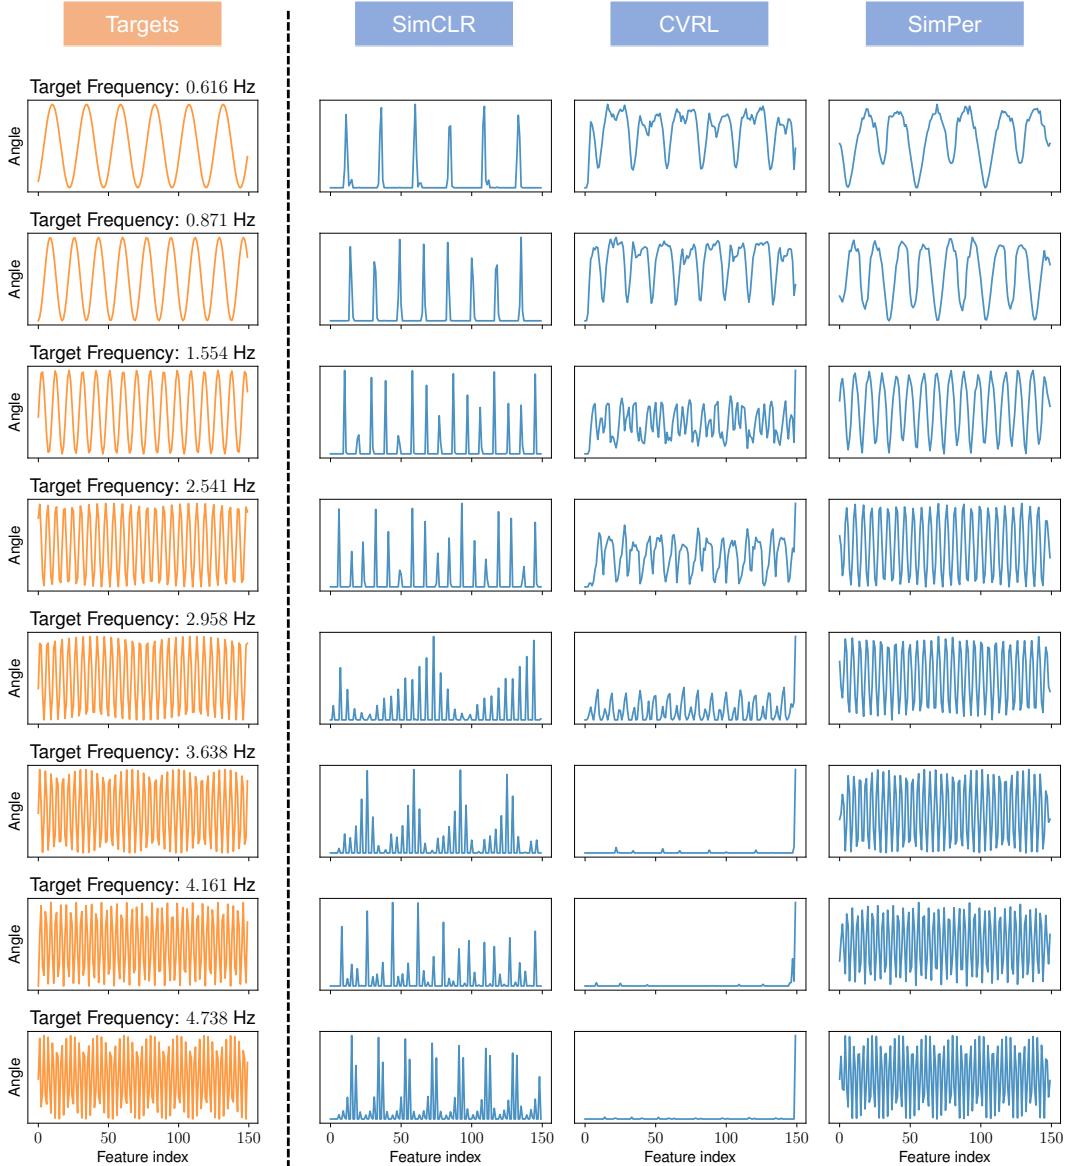 Targets SimCLR CVRL SimPer
Target Frequency: 0.616 Hz
Angle
0 50 100 150
Target Frequency: 0.871 Hz
Angle
Target Frequency: 1.554 Hz
Angle
Target Frequency: 2.541 Hz
Angle
Target Frequency: 2.958 Hz
Angle
Target Frequency: 3.638 Hz
Angle
Target Frequency: 4.161 Hz
Angle
Target Frequency: 4.738 Hz
Angle
0 50 100 150 0 50 100 150 0 50 100 150 0 50 100 150
Feature index Feature index Feature index Feature index